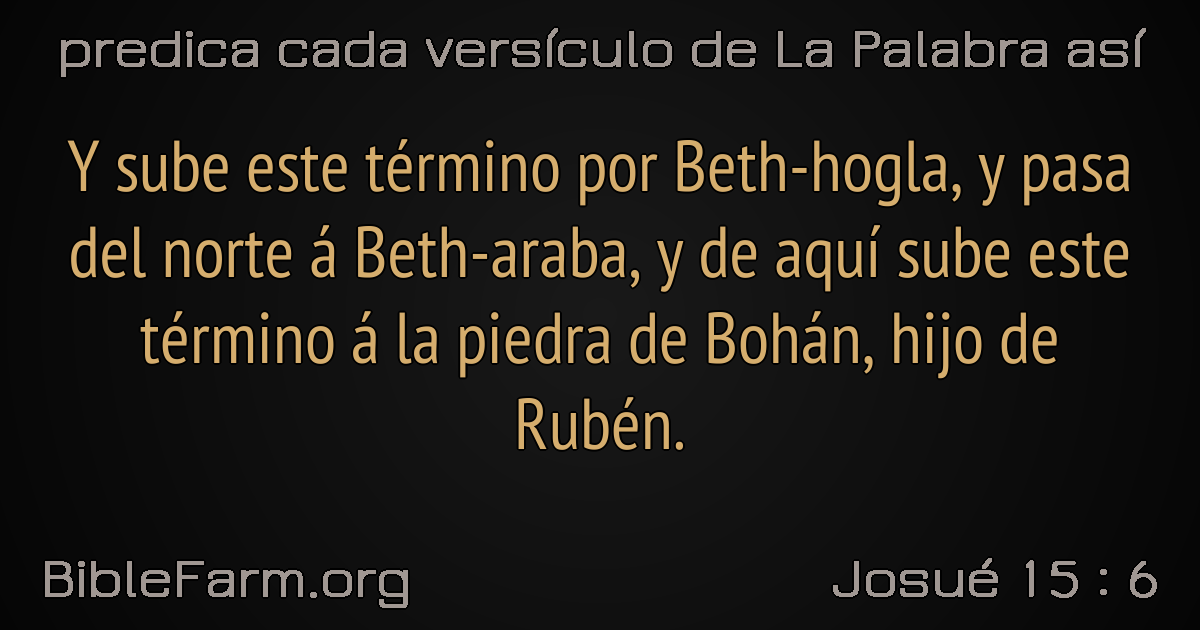 predica cada versículo de La Palabra así
Y sube este término por Beth-hogla, y pasa
del norte á Beth-araba, y de aquí sube este
término á la piedra de Bohán, hijo de
Rubén.
BibleFarm.org
Josué 15 : 6